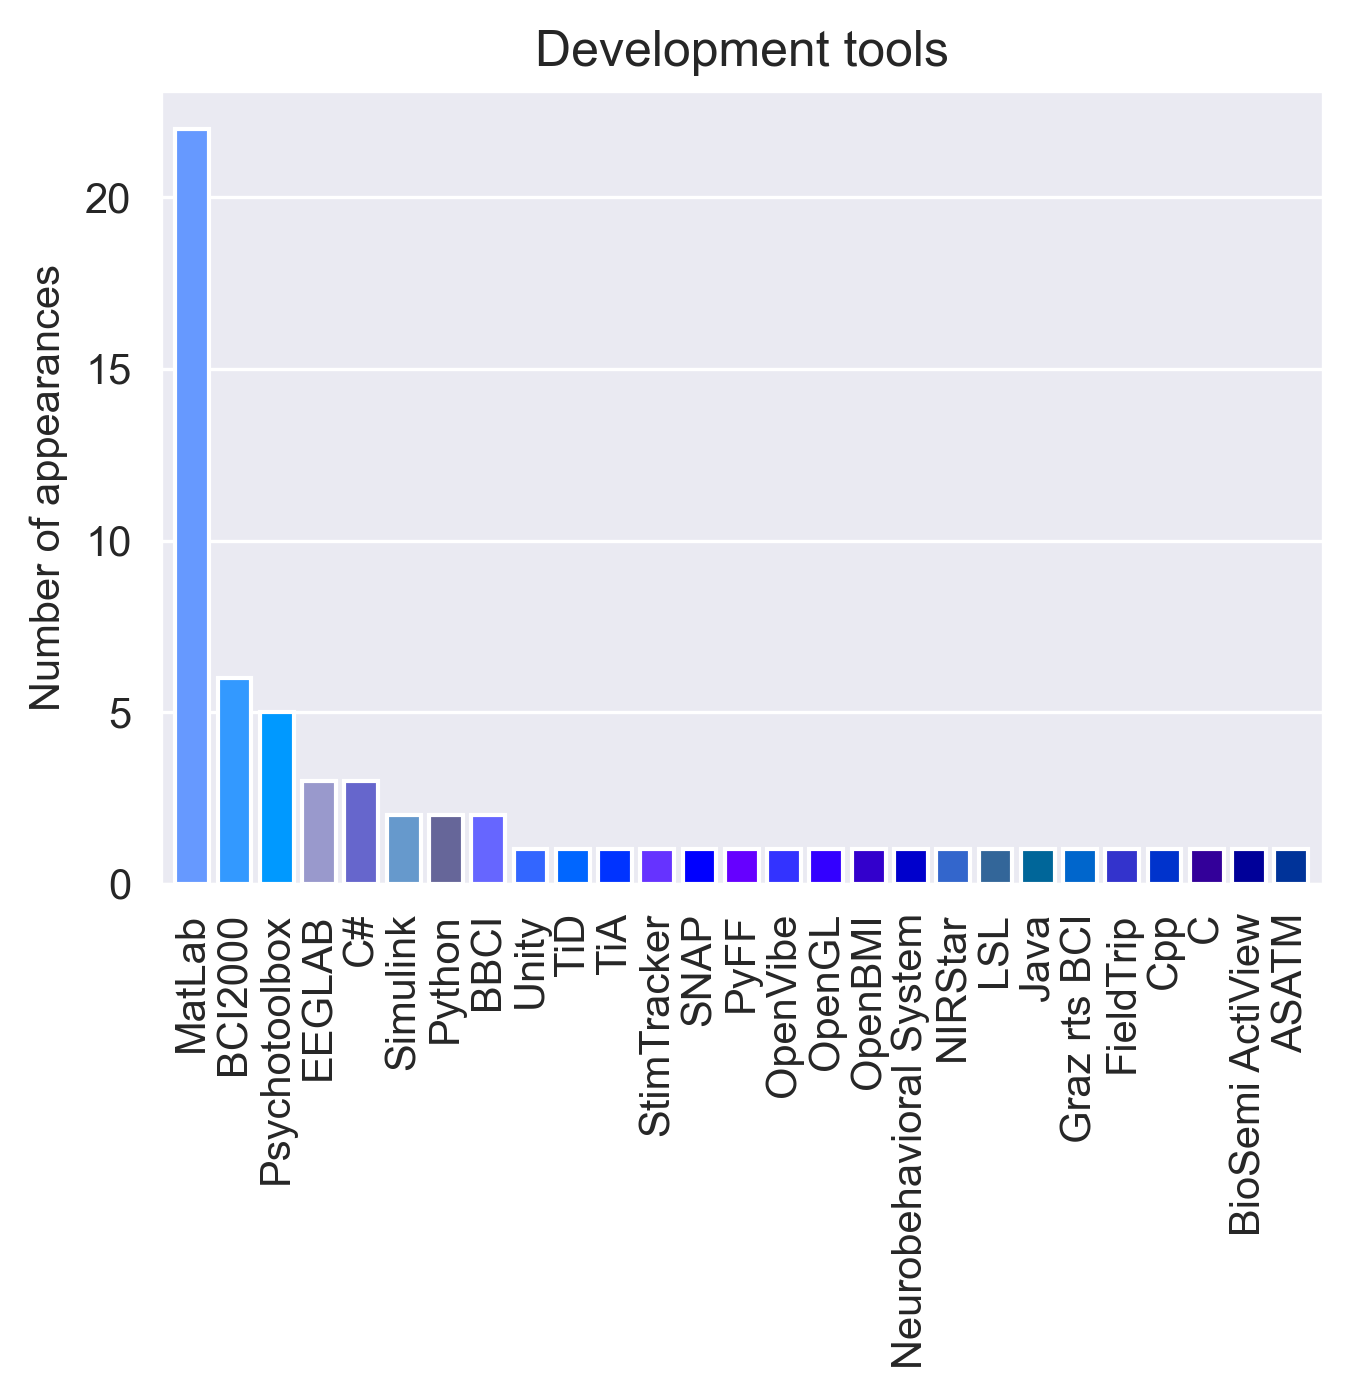 Development tools
Number of appearances
20
15
10
5
0
MatLab
BCI2000
Psychotoolbox
EEGLAB
C#
Simulink
Python
BBCI
Unity
TiD
TiA
StimTracker
SNAP
PyFF
OpenVibe
OpenGL
OpenBMI
Neurobehavioral System
NIRStar
LSL
Java
Graz rts BCI
FieldTrip
Cpp
C
BioSemi ActiView
ASATM